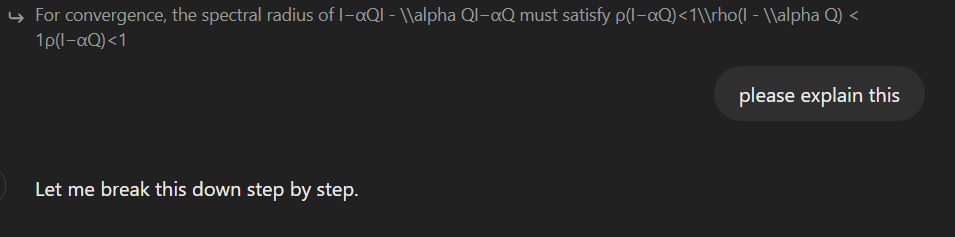 For convergence, the spectral radius of I−αQI - \\alpha QI−αQ must satisfy ρ(I−αQ)<1\\rho(I - \\alpha Q) <
1ρ(I−αQ)<1
please explain this
Let me break this down step by step.